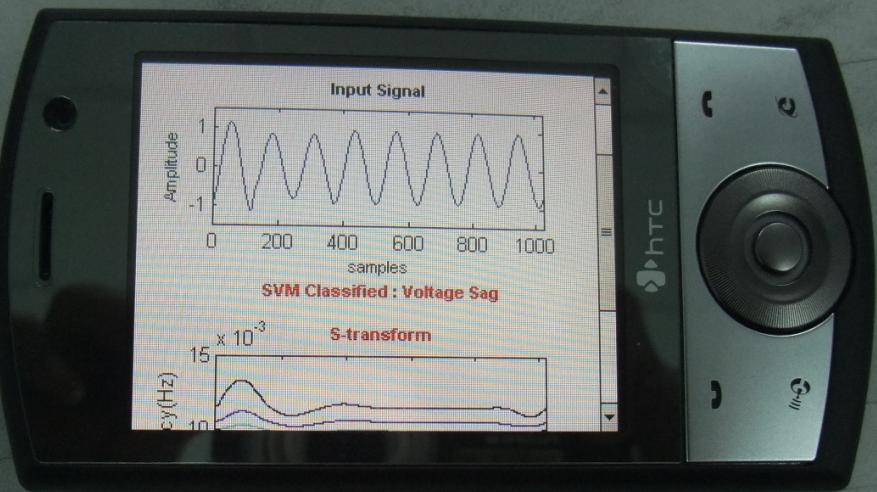 Input Signal
Amplitude
1
0
-1
0 200 400 600 800 1000
samples
SVM Classified : Voltage Sag
x 10-3
S-transform
15
10
cy(Hz)
hTC